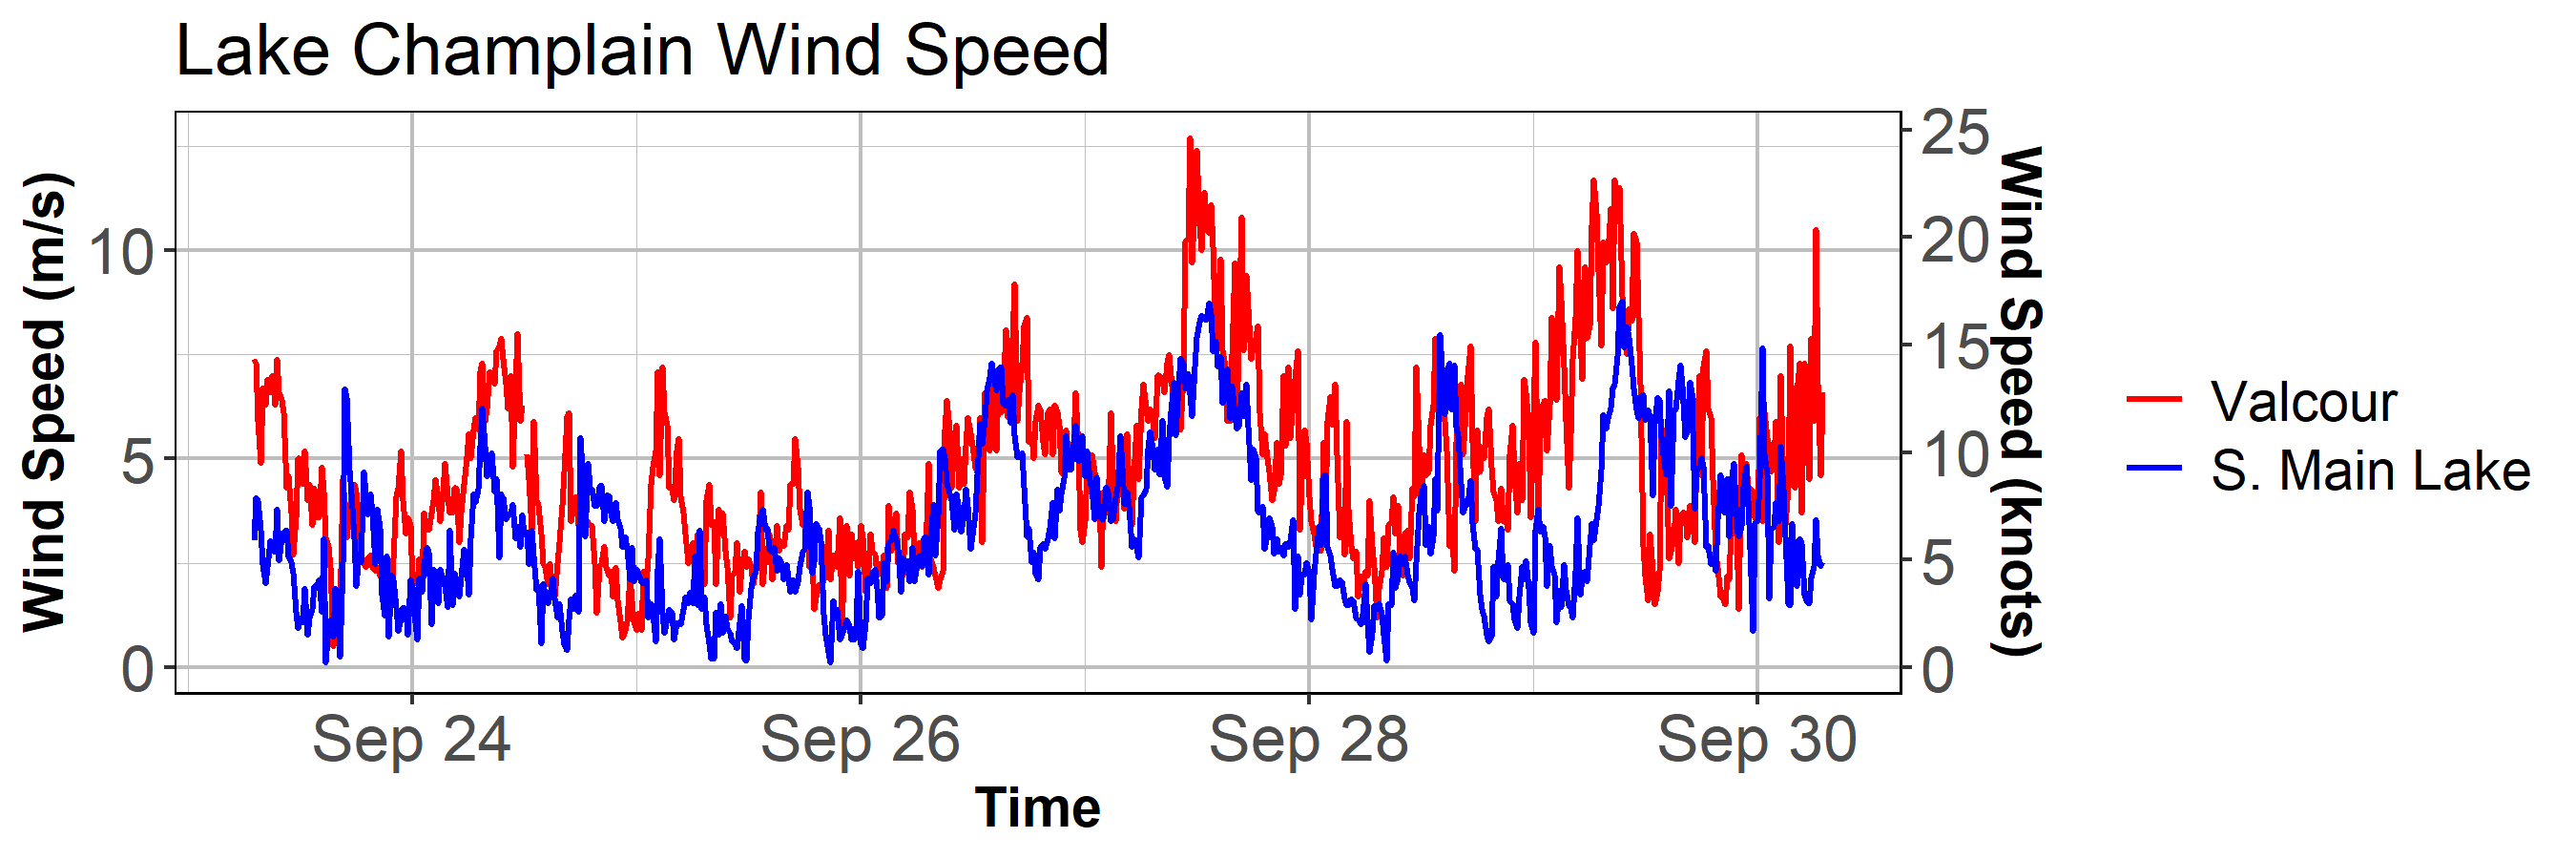 Lake Champlain Wind Speed
Wind Speed (m/s)
10
5
0
25
20
15
10
5
0
Wind Speed (knots)
Sep 24
Sep 26
Sep 28
Sep 30
Time
Valcour
S. Main Lake